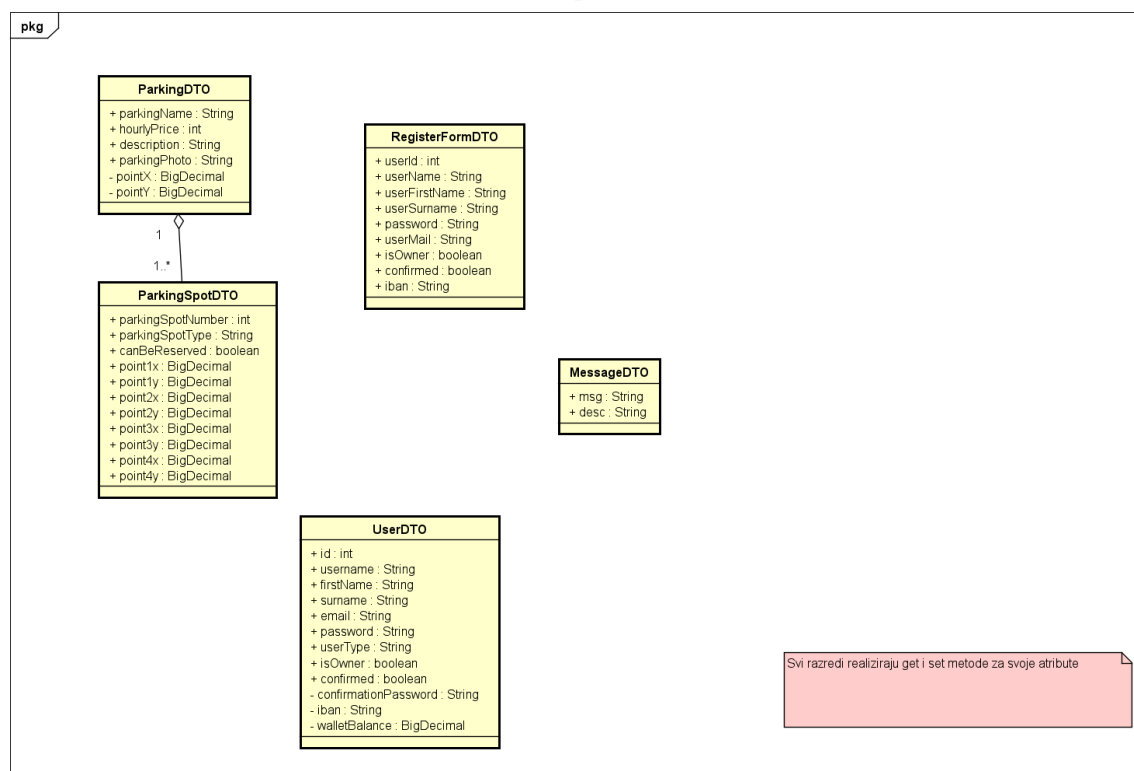 pkg
ParkingDTO
+ parkingName : String
+ hourlyPrice : int
+ description : String
+ parkingPhoto : String
- pointX : BigDecimal
- pointY : BigDecimal
1
1..*
ParkingSpotDTO
+ parkingSpotNumber : int
+ parkingSpotType : String
+ canBeReserved : boolean
+ point1x : BigDecimal
+ point1y : BigDecimal
+ point2x : BigDecimal
+ point2y : BigDecimal
+ point3x : BigDecimal
+ point3y : BigDecimal
+ point4x : BigDecimal
+ point4y : BigDecimal
RegisterFormDTO
+ userId : int
+ userName : String
+ userFirstName : String
+ userSurname : String
+ password : String
+ userMail : String
+ isOwner : boolean
+ confirmed : boolean
+ iban : String
MessageDTO
+ msg : String
+ desc : String
UserDTO
+ id : int
+ username : String
+ firstName : String
+ surname : String
+ email : String
+ password : String
+ userType : String
+ isOwner : boolean
+ confirmed : boolean
- confirmationPassword : String
- iban : String
- walletBalance : BigDecimal
Svi razredi realiziraju get i set metode za svoje atribute